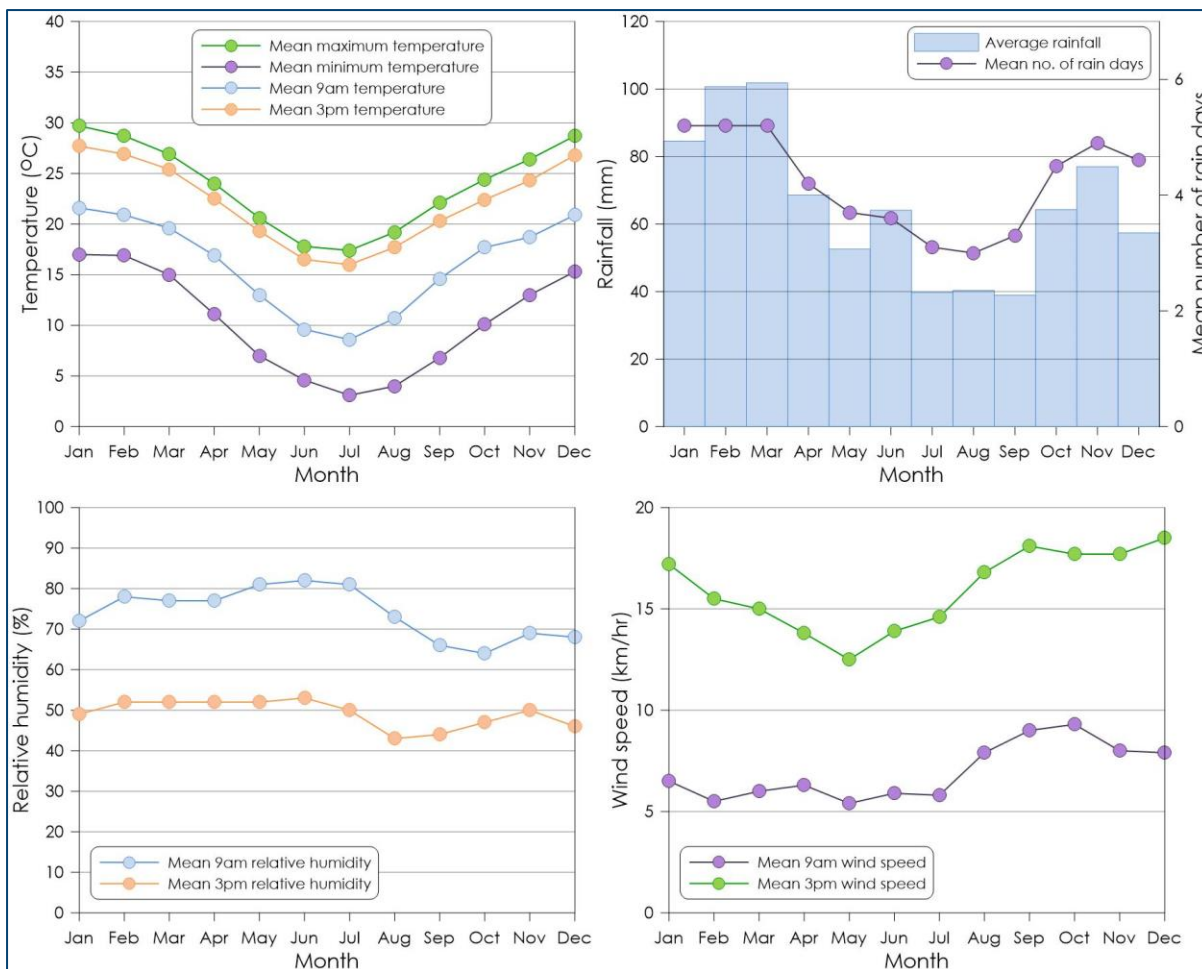 40
35
30
25
20
15
10
5
0
Temperature (OC)
Mean maximum temperature
Mean minimum temperature
Mean 9am temperature
Mean 3pm temperature
Jan Feb Mar Apr May Jun Jul Aug Sep Oct Nov Dec
Month
120
100
80
60
40
20
0
Rainfall (mm)
Average rainfall
Mean no. of rain days
6
4
2
0
Mean number of rain days
Jan Feb Mar Apr May Jun Jul Aug Sep Oct Nov Dec
Month
100
90
80
70
60
50
40
30
20
10
0
Relative humidity (%)
Mean 9am relative humidity
Mean 3pm relative humidity
Jan Feb Mar Apr May Jun Jul Aug Sep Oct Nov Dec
Month
20
15
10
5
0
Wind speed (km/hr)
Mean 9am wind speed
Mean 3pm wind speed
Jan Feb Mar Apr May Jun Jul Aug Sep Oct Nov Dec
Month